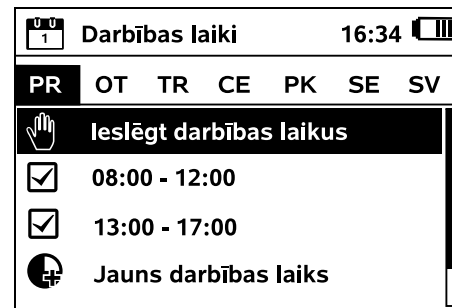 1 Darbības laiki 16:34
PR OT TR CE PK SE SV
Ieslēgt darbības laikus
08:00 - 12:00
13:00 - 17:00
Jauns darbības laiks